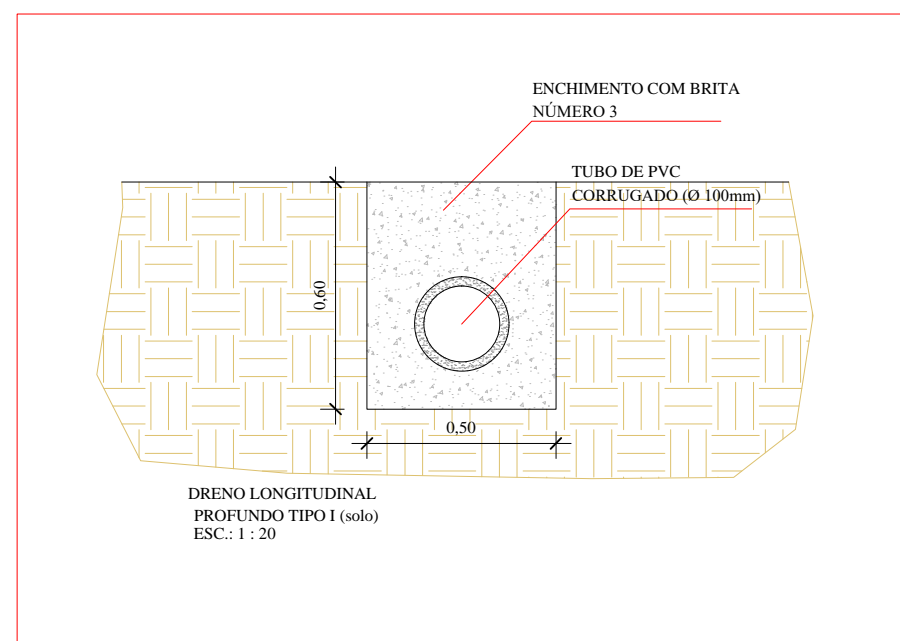 ENCHIMENTO COM BRITA
NÚMERO 3
TUBO DE PVC
CORRUGADO (Ø 100mm)
0,60
0,50
DRENO LONGITUDINAL
PROFUNDO TIPO I (solo)
ESC.: 1 : 20